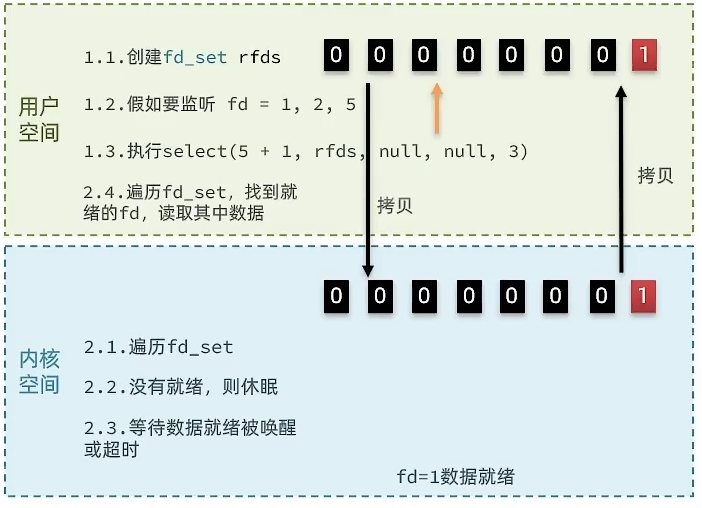 1.1.创建fd_set rfds
0 0 0 0 0 0 0 1
用户
空间
1.2.假如要监听 fd = 1, 2, 5
1.3.执行select(5 + 1, rfds, null, null, 3)
2.4.遍历fd_set，找到就
绪的fd，读取其中数据
拷贝
拷贝
0 0 0 0 0 0 0 1
内核
空间
2.1.遍历fd_set
2.2.没有就绪，则休眠
2.3.等待数据就绪被唤醒
或超时
fd=1数据就绪